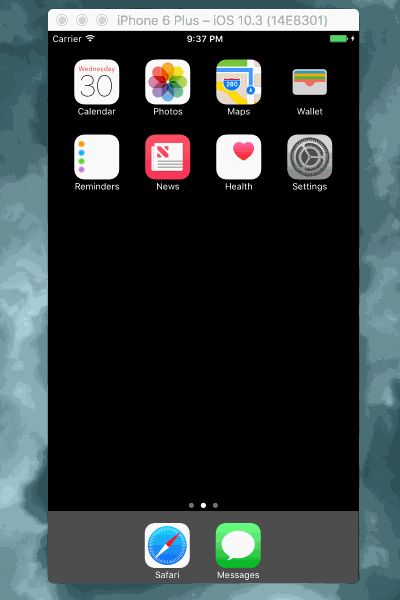 iPhone 6 Plus – iOS 10.3 (14E8301)
Carrier 9:37 PM
Wednesday
30
280
Calendar Photos Maps Wallet
Reminders News Health Settings
Safari Messages